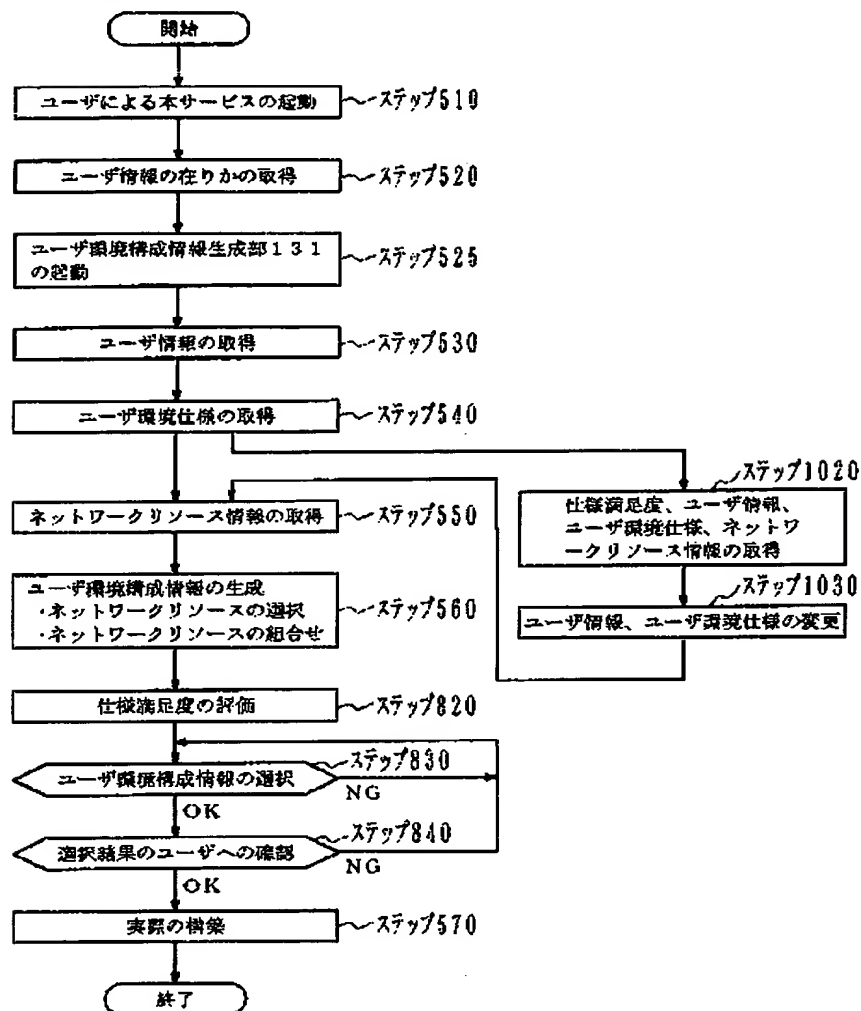 開始
ユーザによる本サービスの起動
ステップ510
ユーザ情報の在りかの取得
ステップ520
ユーザ環境構成情報生成部131
の起動
ステップ525
ユーザ情報の取得
ステップ530
ユーザ環境仕様の取得
ステップ540
ステップ1020
仕様満足度、ユーザ情報、
ユーザ環境仕様、ネットワ
ークリソース情報の取得
ネットワークリソース情報の取得
ステップ550
ステップ1030
ユーザ情報、ユーザ環境仕様の変更
ユーザ環境構成情報の生成
・ネットワークリソースの選択
・ネットワークリソースの組合せ
ステップ560
仕様満足度の評価
ステップ820
ステップ830
ユーザ環境構成情報の選択
NG
OK
ステップ840
選択結果のユーザへの確認
NG
OK
実際の構築
ステップ570
終了